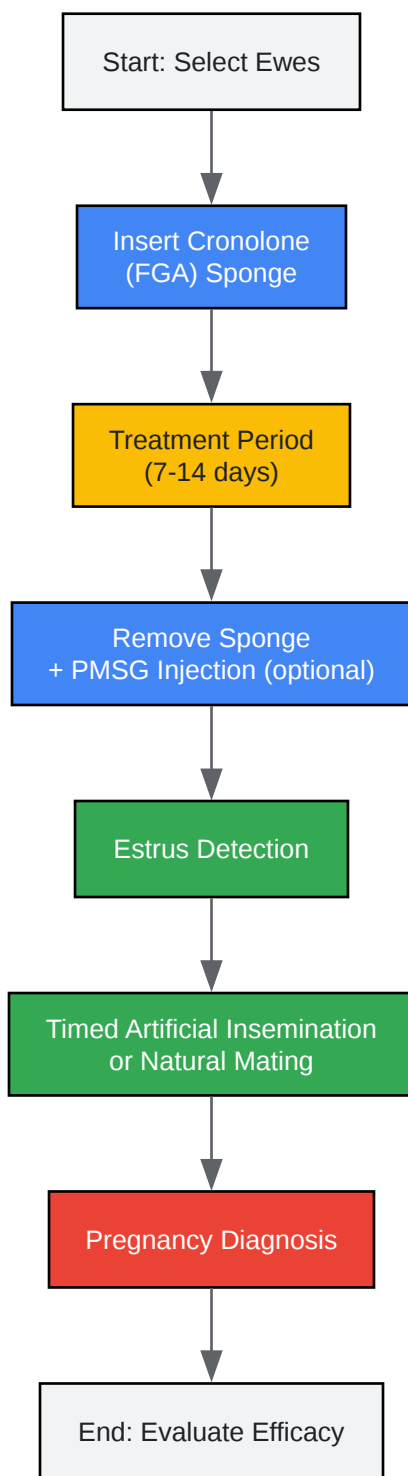 Start: Select Ewes
Insert Cronolone
(FGA) Sponge
Treatment Period
(7-14 days)
Remove Sponge
+ PMSG Injection (optional)
Estrus Detection
Timed Artificial Insemination
or Natural Mating
Pregnancy Diagnosis
End: Evaluate Efficacy